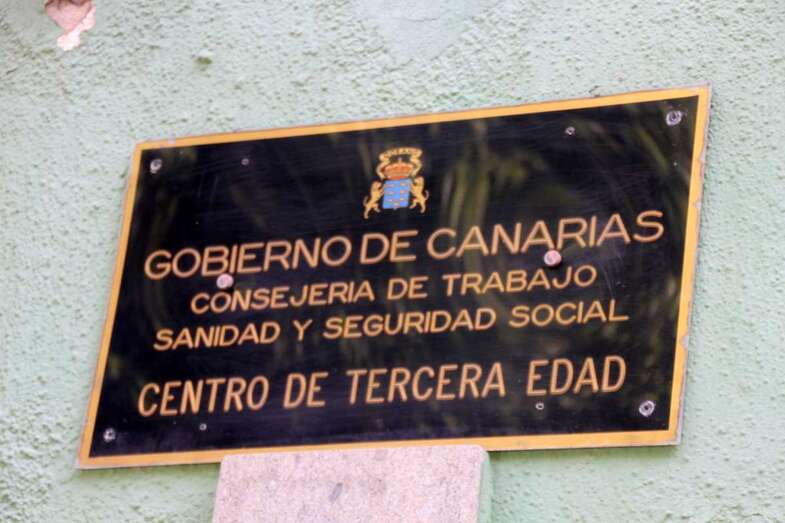 GOBIERNO DE CANARIAS
CONSEJERIA DE TRABAJO
SANIDAD Y SEGURIDAD SOCIAL
CENTRO DE TERCERA EDAD